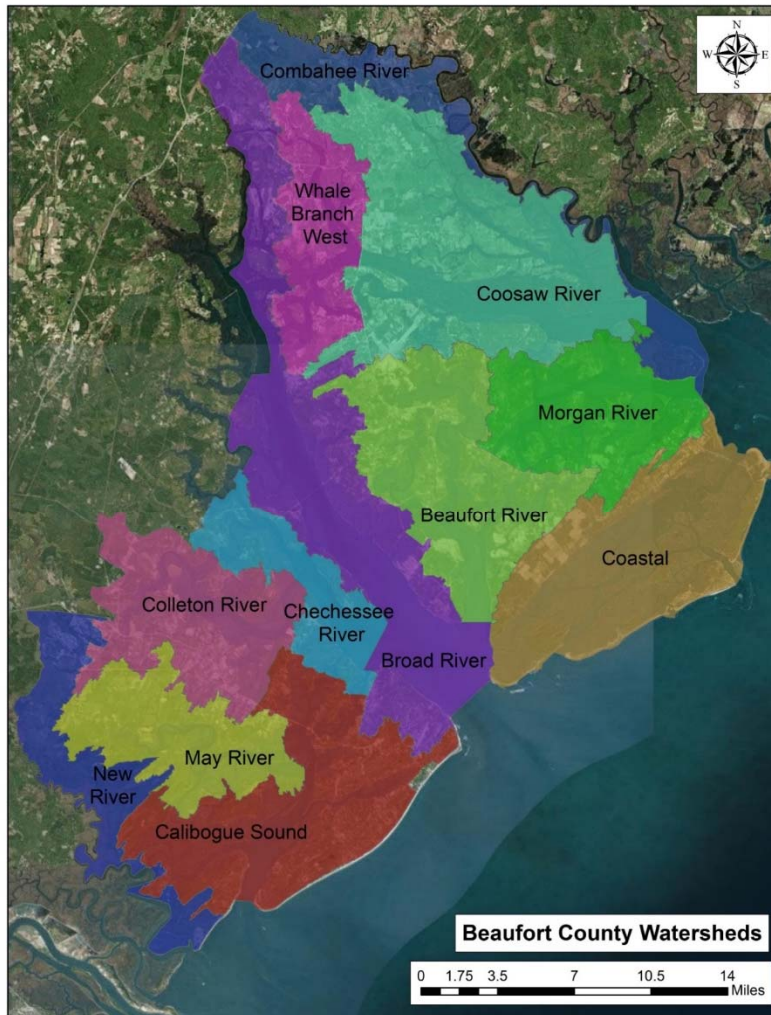 N
W E
S
Combahee River
Whale
Branch
West
Coosaw River
Morgan River
Beaufort River
Coastal
Colleton River
Chechessee
River
Broad River
May River
New
River
Calibogue Sound
Beaufort County Watersheds
0 1.75 3.5 7 10.5 14
Miles